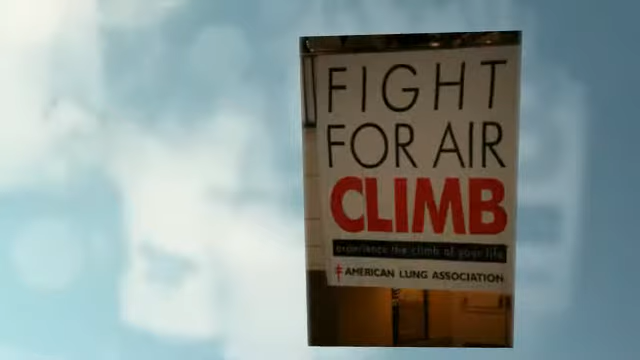 FIGHT
FOR AIR
CLIMB
experience the climb of your life
AMERICAN LUNG ASSOCIATION